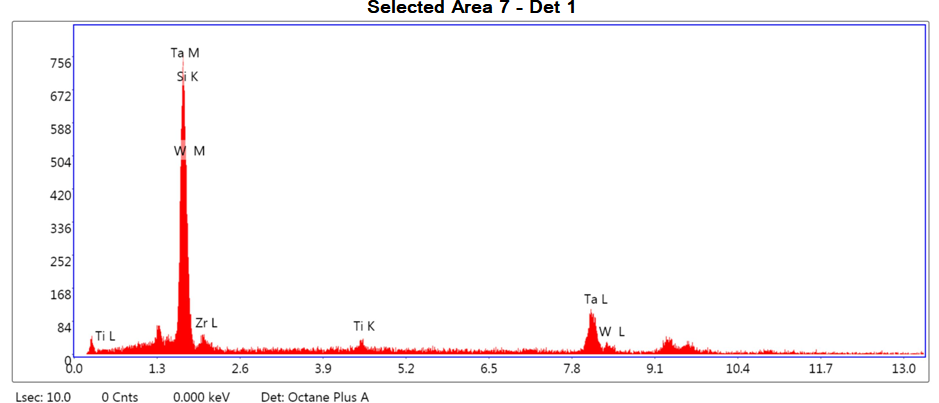 Selected Area 7 - Det 1
Ta M
756
Si K
672
588
W M
504
420
336
252
168
Ta L
Zr L
Ti K
84
W L
Ti L
0
0.0 1.3 2.6 3.9 5.2 6.5 7.8 9.1 10.4 11.7 13.0
Lsec: 10.0 0 Cnts 0.000 keV Det: Octane Plus A